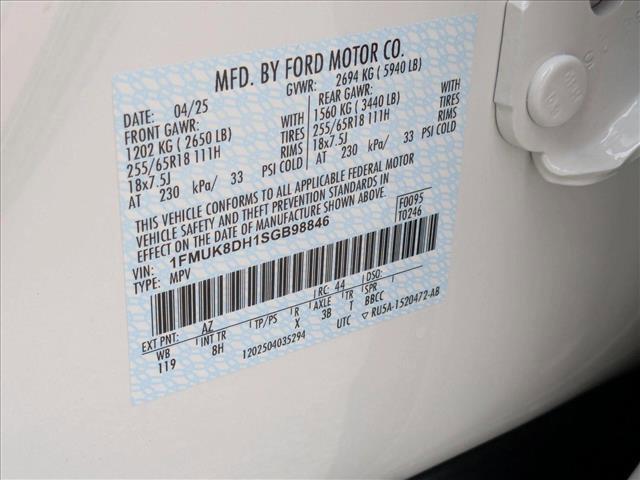 MFD. BY FORD MOTOR CO.
DATE: 04/25 GVWR: 2694 KG ( 5940 LB)
FRONT GAWR: REAR GAWR:
1202 KG ( 2650 LB) WITH 1560 KG ( 3440 LB) WITH
255/65R18 111H TIRES 255/65R18 111H TIRES
18x7.5J RIMS 18x7.5J RIMS
AT 230 kPa/ 33 PSI COLD AT 230 kPa/ 33 PSI COLD
THIS VEHICLE CONFORMS TO ALL APPLICABLE FEDERAL MOTOR
VEHICLE SAFETY AND THEFT PREVENTION STANDARDS IN
EFFECT ON THE DATE OF MANUFACTURE SHOWN ABOVE.
F0095
T0246
VIN: 1FMUK8DH1SGB98846
TYPE: MPV
EXT PNT: AZ RC: 44 DSO:
WB INT TR TP/PS R AXLE TR SPR
119 8H X 3B T BBCC
1202504035294 UTC ▽ RU5A-1520472-AB